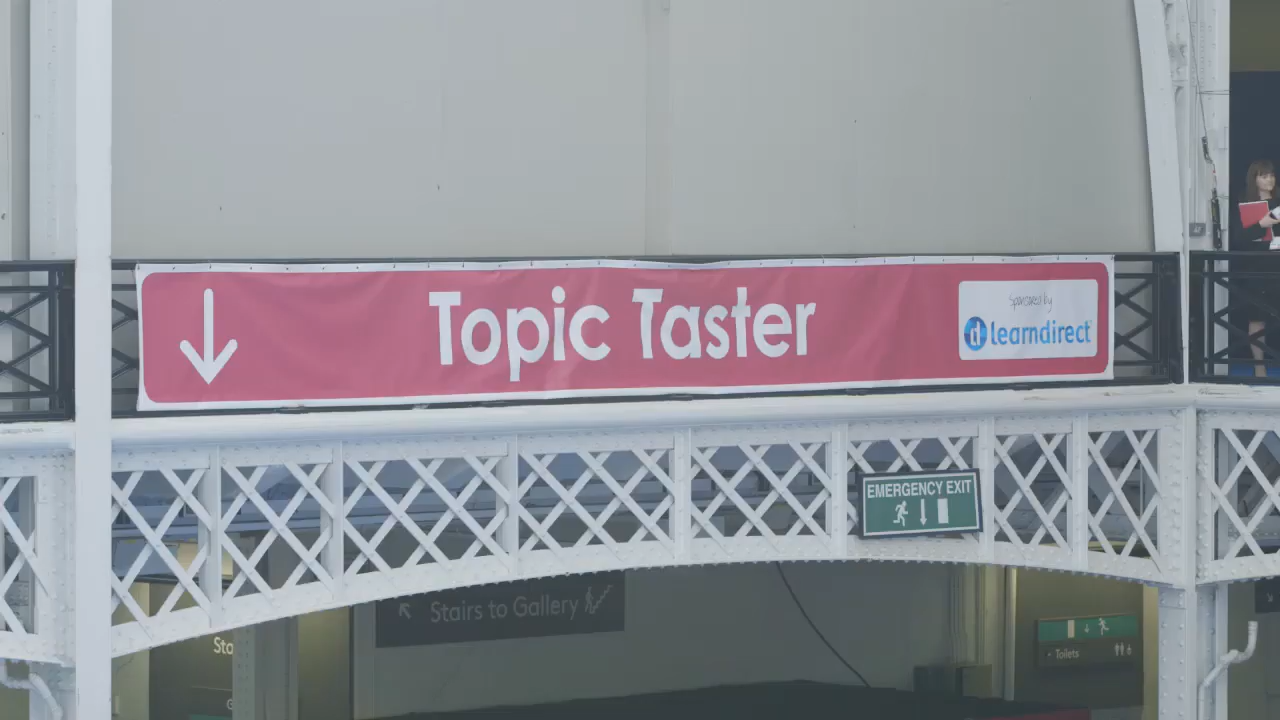 Topic Taster
Sponsored by
learndirect
EMERGENCY EXIT
Stairs to Gallery
Toilets